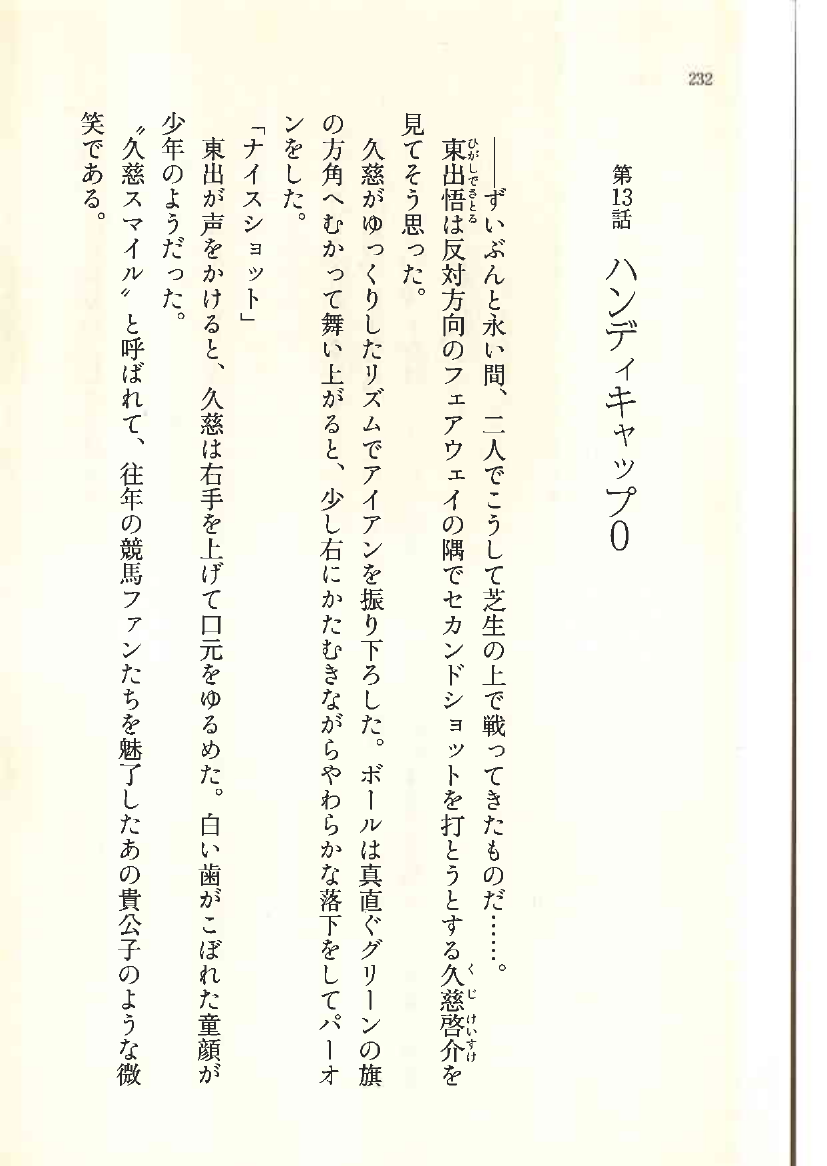 232
第13話 ハンディキャップ0
――ずいぶんと永い間、二人でこうして芝生の上で戦ってきたものだ……。
東出悟は反対方向のフェアウェイの隅でセカンドショットを打とうとする久慈啓介を
ひがしでさとる
くじ けいすけ
見てそう思った。
久慈がゆっくりしたリズムでアイアンを振り下ろした。ボールは真直ぐグリーンの旗
の方角へむかって舞い上がると、少し右にかたむきながらやわらかな落下をしてパーオ
ンをした。
「ナイスショット」
東出が声をかけると、久慈は右手を上げて口元をゆるめた。白い歯がこぼれた童顔が
少年のようだった。
〝久慈スマイル〟と呼ばれて、往年の競馬ファンたちを魅了したあの貴公子のような微
笑である。